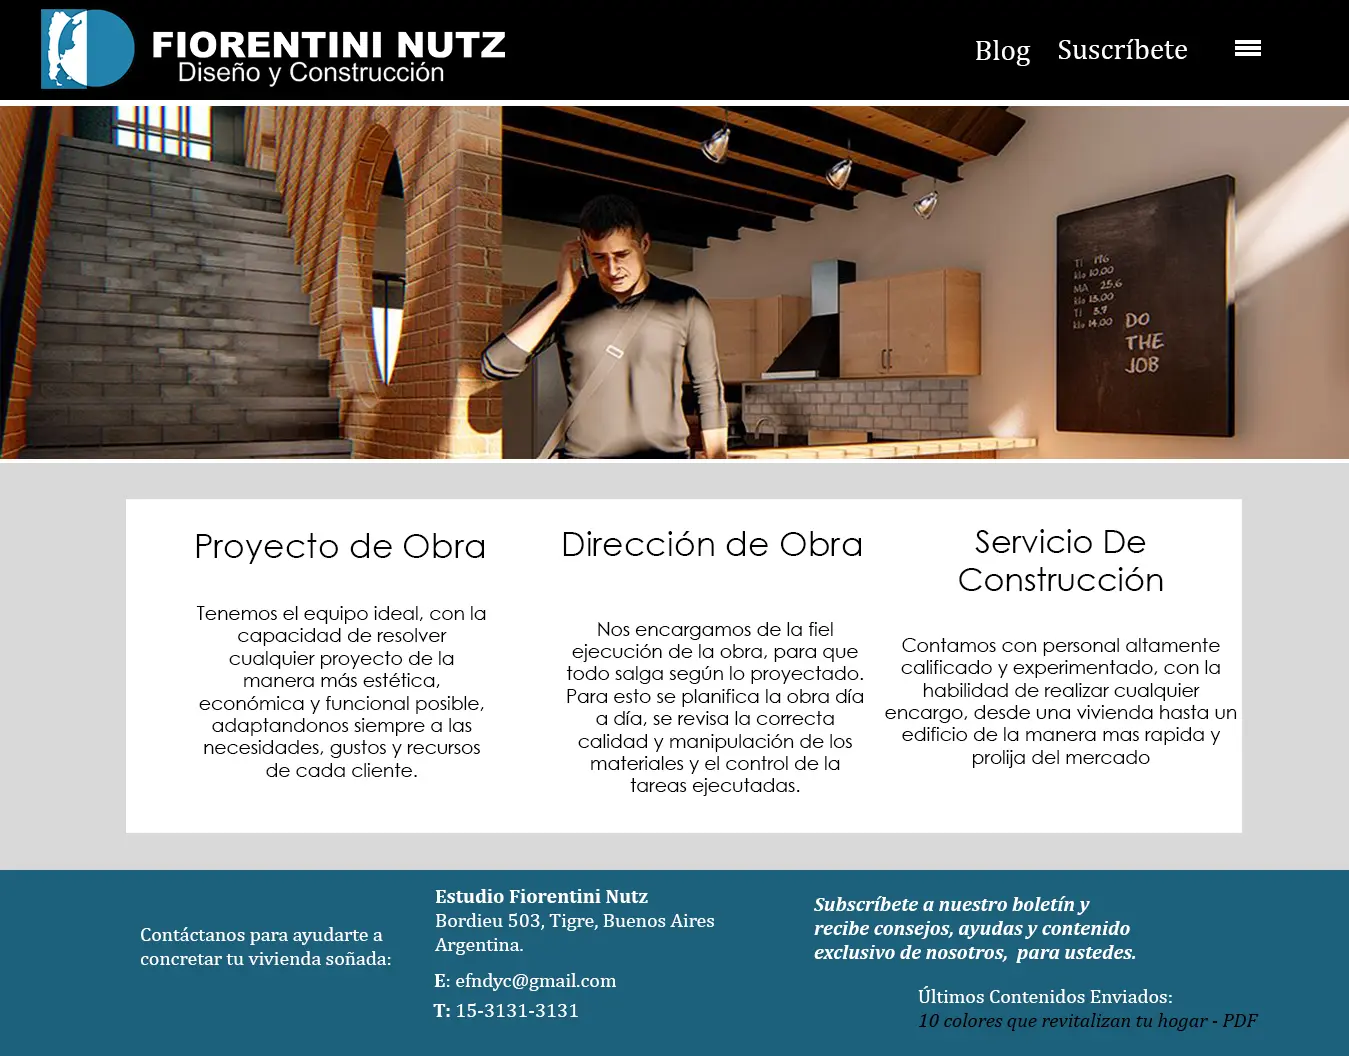 FIORENTINI NUTZ
Diseño y Construcción
Blog
Suscríbete
Ti 196
klo 10.00
MA 25.6
klo 13.00
Ti 3.7
klo 14.00
DO
THE
JOB
Proyecto de Obra
Tenemos el equipo ideal, con la
capacidad de resolver
cualquier proyecto de la
manera más estética,
económica y funcional posible,
adaptandonos siempre a las
necesidades, gustos y recursos
de cada cliente.
Dirección de Obra
Nos encargamos de la fiel
ejecución de la obra, para que
todo salga según lo proyectado.
Para esto se planifica la obra día
a día, se revisa la correcta
calidad y manipulación de los
materiales y el control de la
tareas ejecutadas.
Servicio De
Construcción
Contamos con personal altamente
calificado y experimentado, con la
habilidad de realizar cualquier
encargo, desde una vivienda hasta un
edificio de la manera mas rapida y
prolija del mercado
Contáctanos para ayudarte a
concretar tu vivienda soñada:
Estudio Fiorentini Nutz
Bordieu 503, Tigre, Buenos Aires
Argentina.
E: efndyc@gmail.com
T: 15-3131-3131
Subscríbete a nuestro boletín y
recibe consejos, ayudas y contenido
exclusivo de nosotros, para ustedes.
Últimos Contenidos Enviados:
10 colores que revitalizan tu hogar - PDF